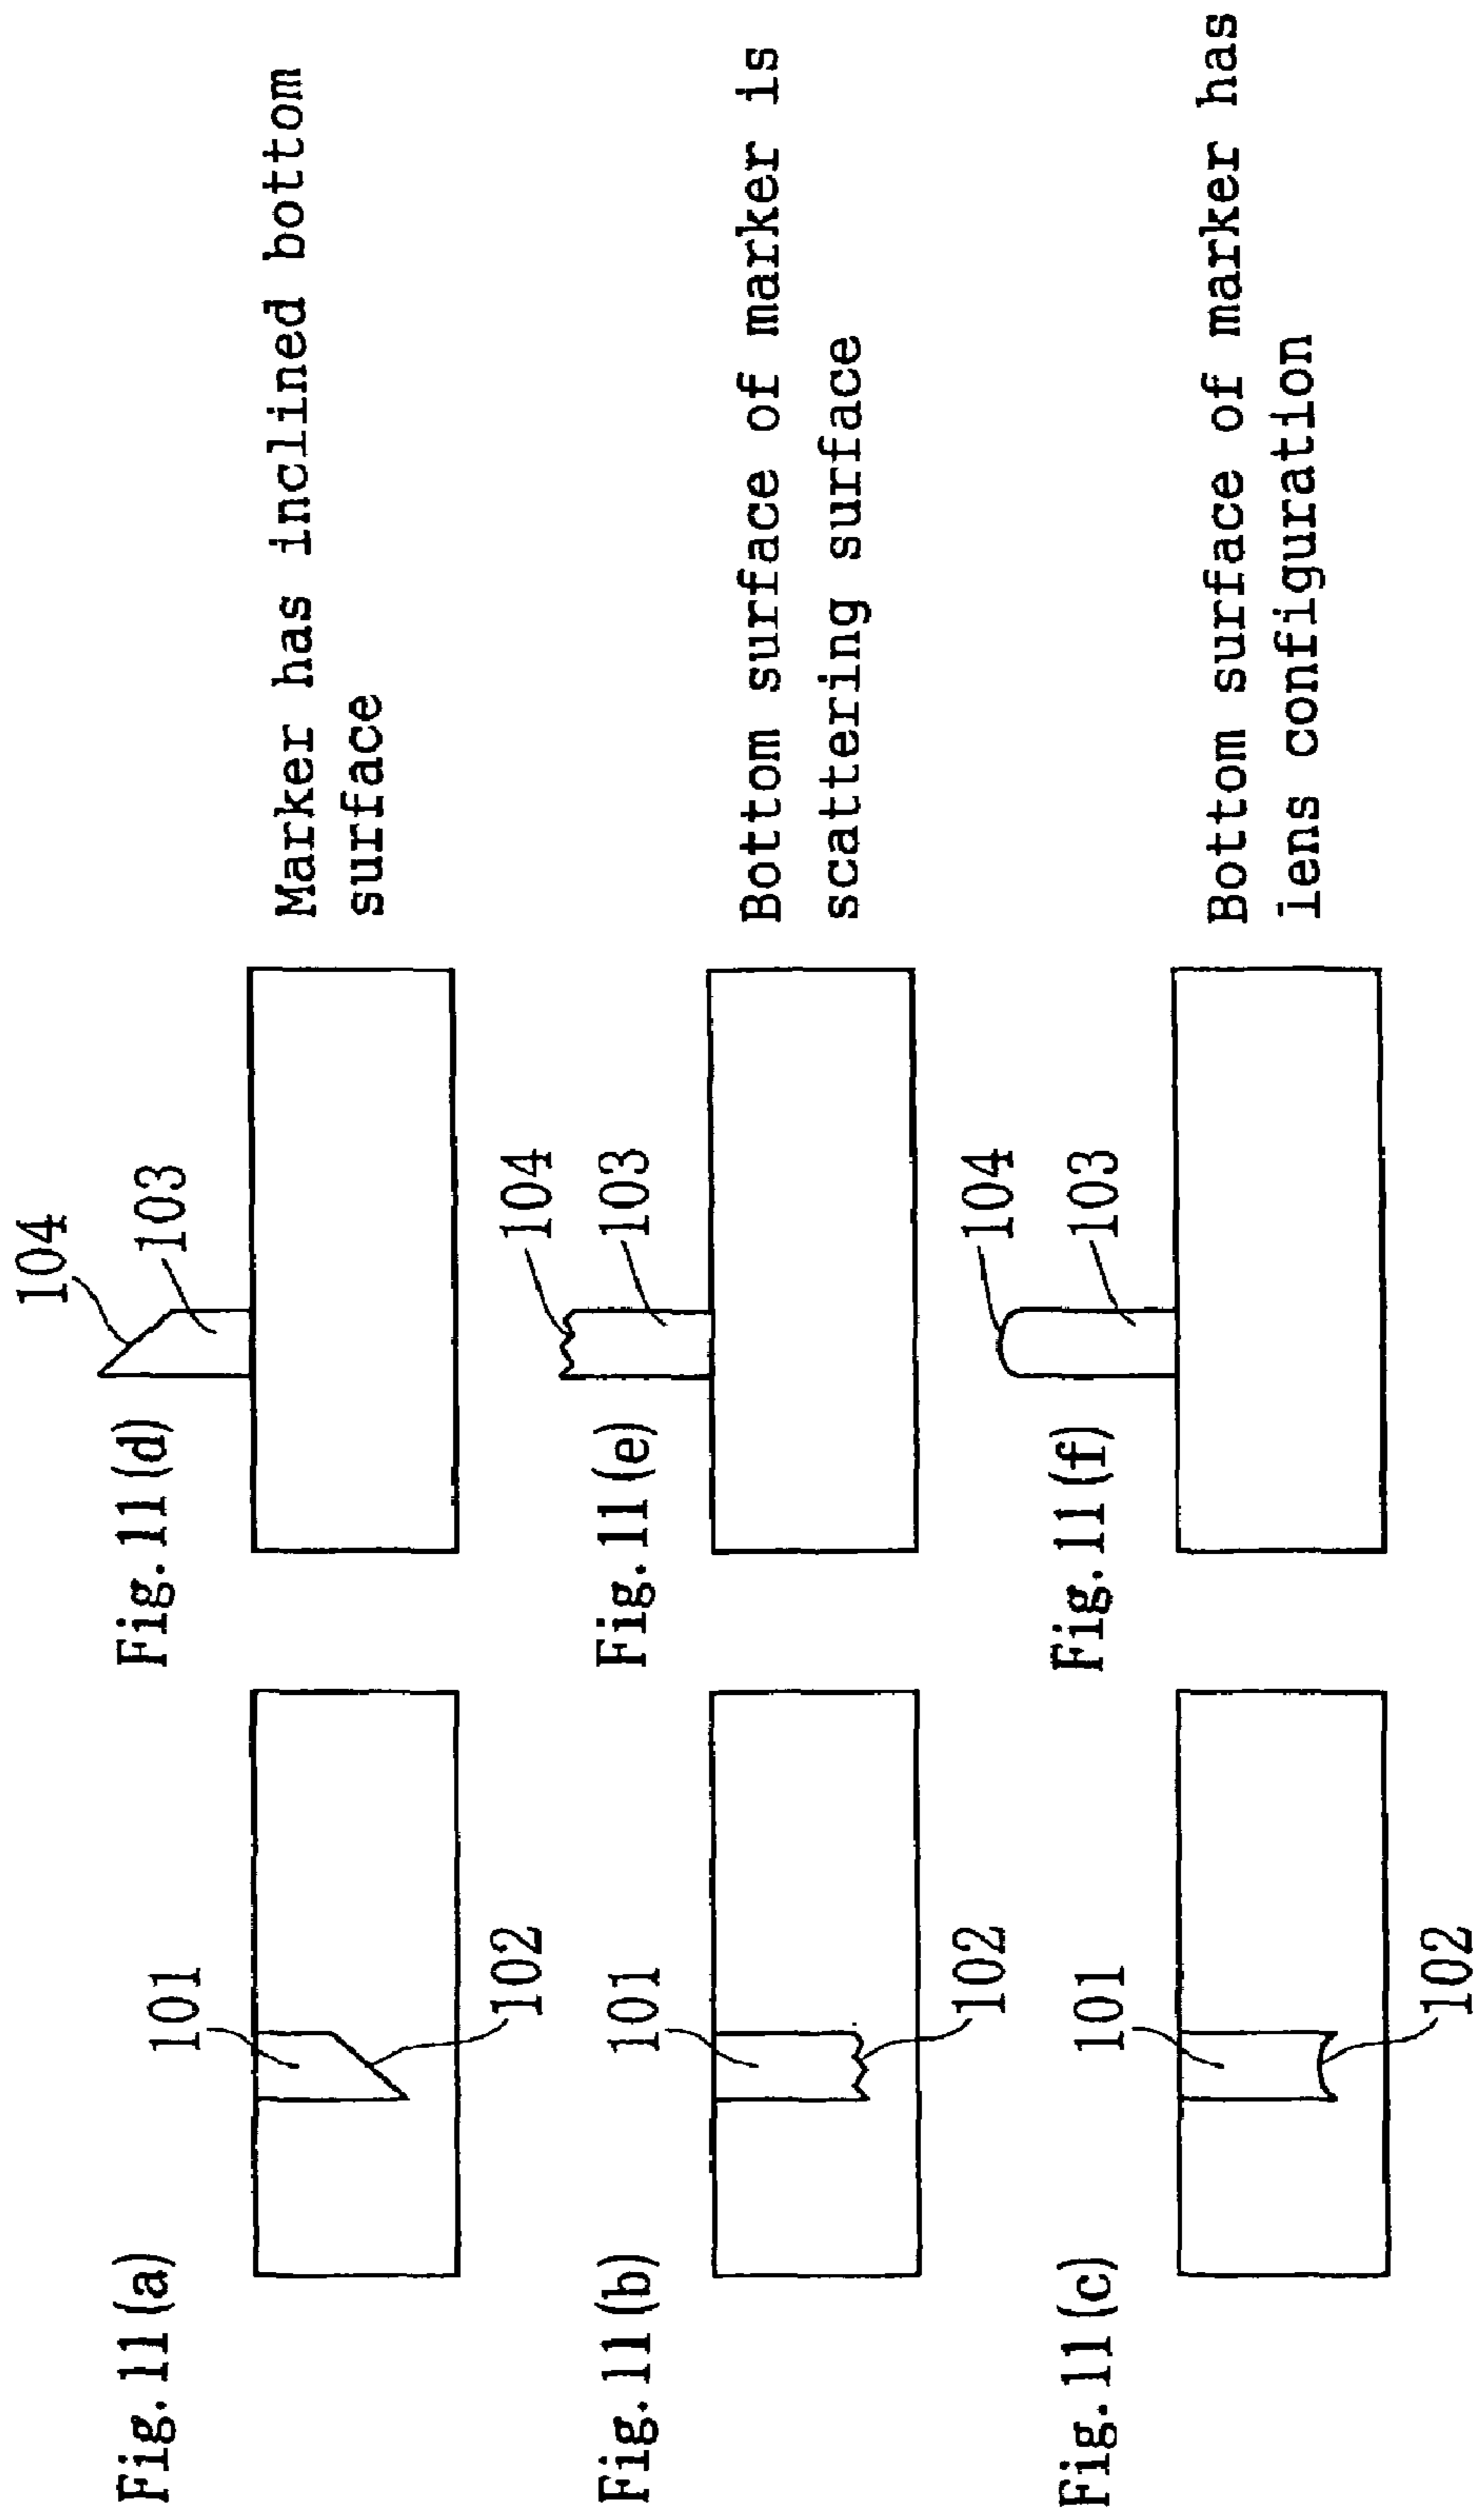 Fig.11(a)
101
102
Fig.11(d)
104
103
Marker has inclined bottom
surface
Fig.11(b)
101
102
Fig.11(e)
104
103
Bottom surface of marker is
scattering surface
Fig.11(c)
101
102
Fig.11(f)
104
103
Bottom surface of marker has
lens configuration